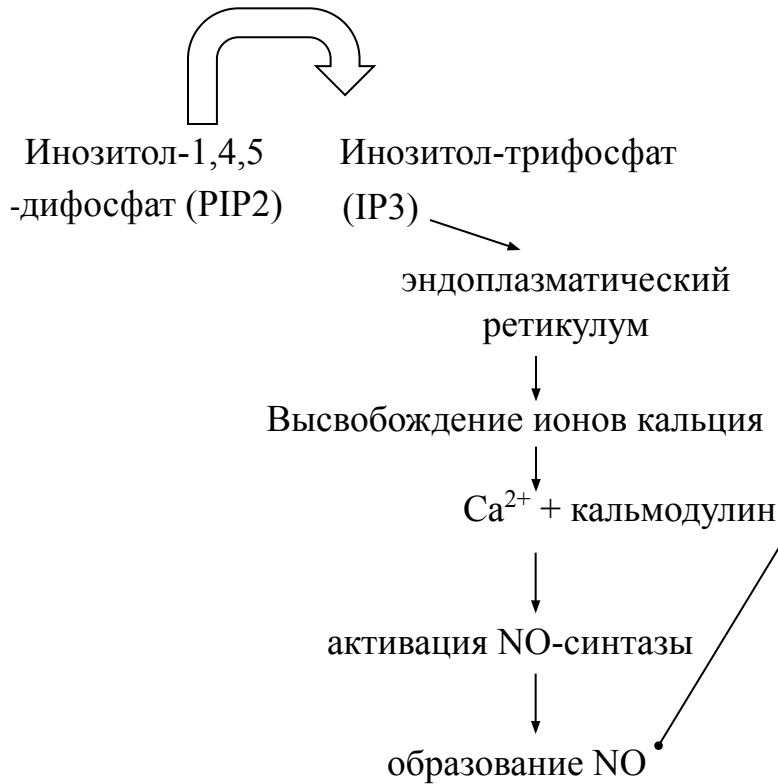 Инозитол-1,4,5
-дифосфат (PIP2)
Инозитол-трифосфат
(IP3)
эндоплазматический
ретикулум
Высвобождение ионов кальция
Ca²⁺ + кальмодулин
активация NO-синтазы
образование NO